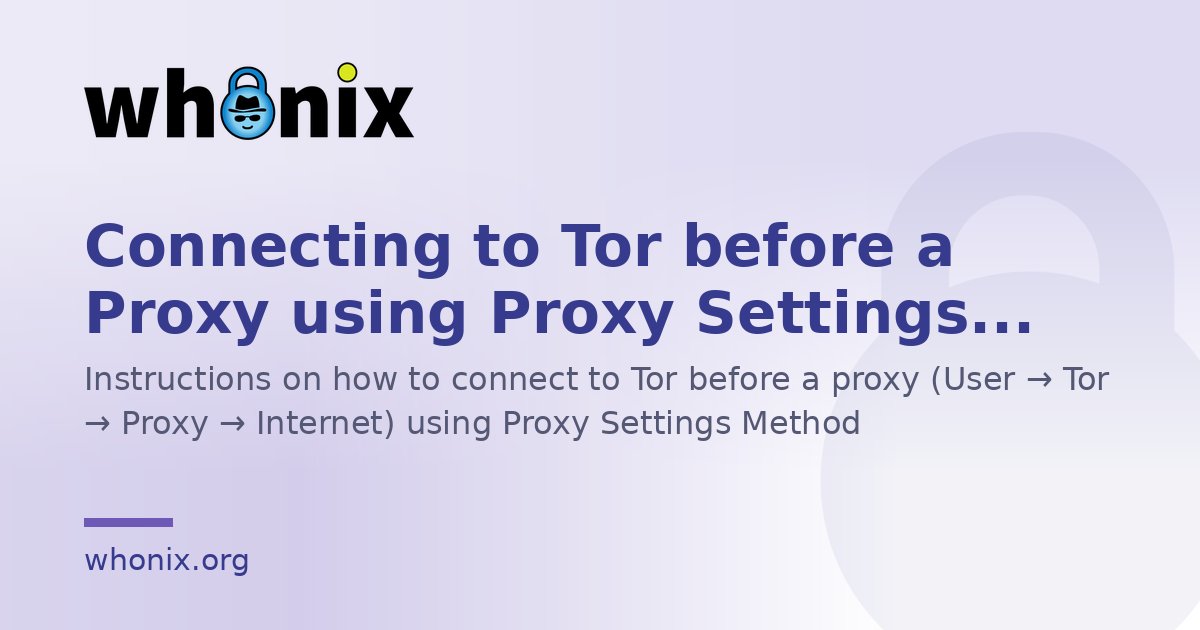 whonix
Connecting to Tor before a
Proxy using Proxy Settings...
Instructions on how to connect to Tor before a proxy (User → Tor
→ Proxy → Internet) using Proxy Settings Method
whonix.org